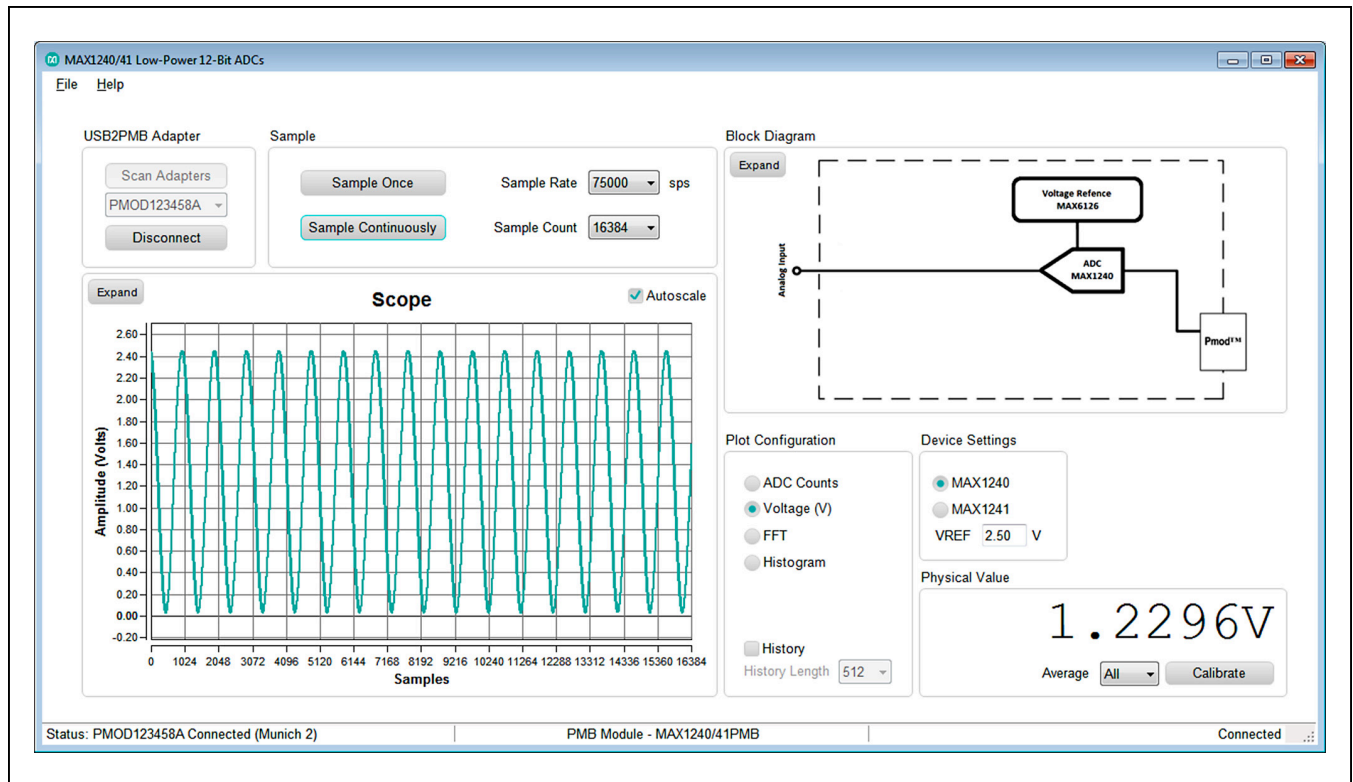 MAX1240/41 Low-Power 12-Bit ADCs
File Help
USB2PMB Adapter
Scan Adapters
PMOD123458A
Disconnect
Sample
Sample Once
Sample Rate 75000 sps
Sample Continuously
Sample Count 16384
Block Diagram
Expand
Voltage Refence
MAX6126
ADC
MAX1240
Analog Input
Pmod™
Expand
Scope
Autoscale
Amplitude (Volts)
2.60
2.40
2.20
2.00
1.80
1.60
1.40
1.20
1.00
0.80
0.60
0.40
0.20
0.00
-0.20
0 1024 2048 3072 4096 5120 6144 7168 8192 9216 10240 11264 12288 13312 14336 15360 16384
Samples
Plot Configuration
ADC Counts
Voltage (V)
FFT
Histogram
History
History Length 512
Device Settings
MAX1240
MAX1241
VREF 2.50 V
Physical Value
1.2296V
Average All Calibrate
Status: PMOD123458A Connected (Munich 2) PMB Module - MAX1240/41PMB Connected